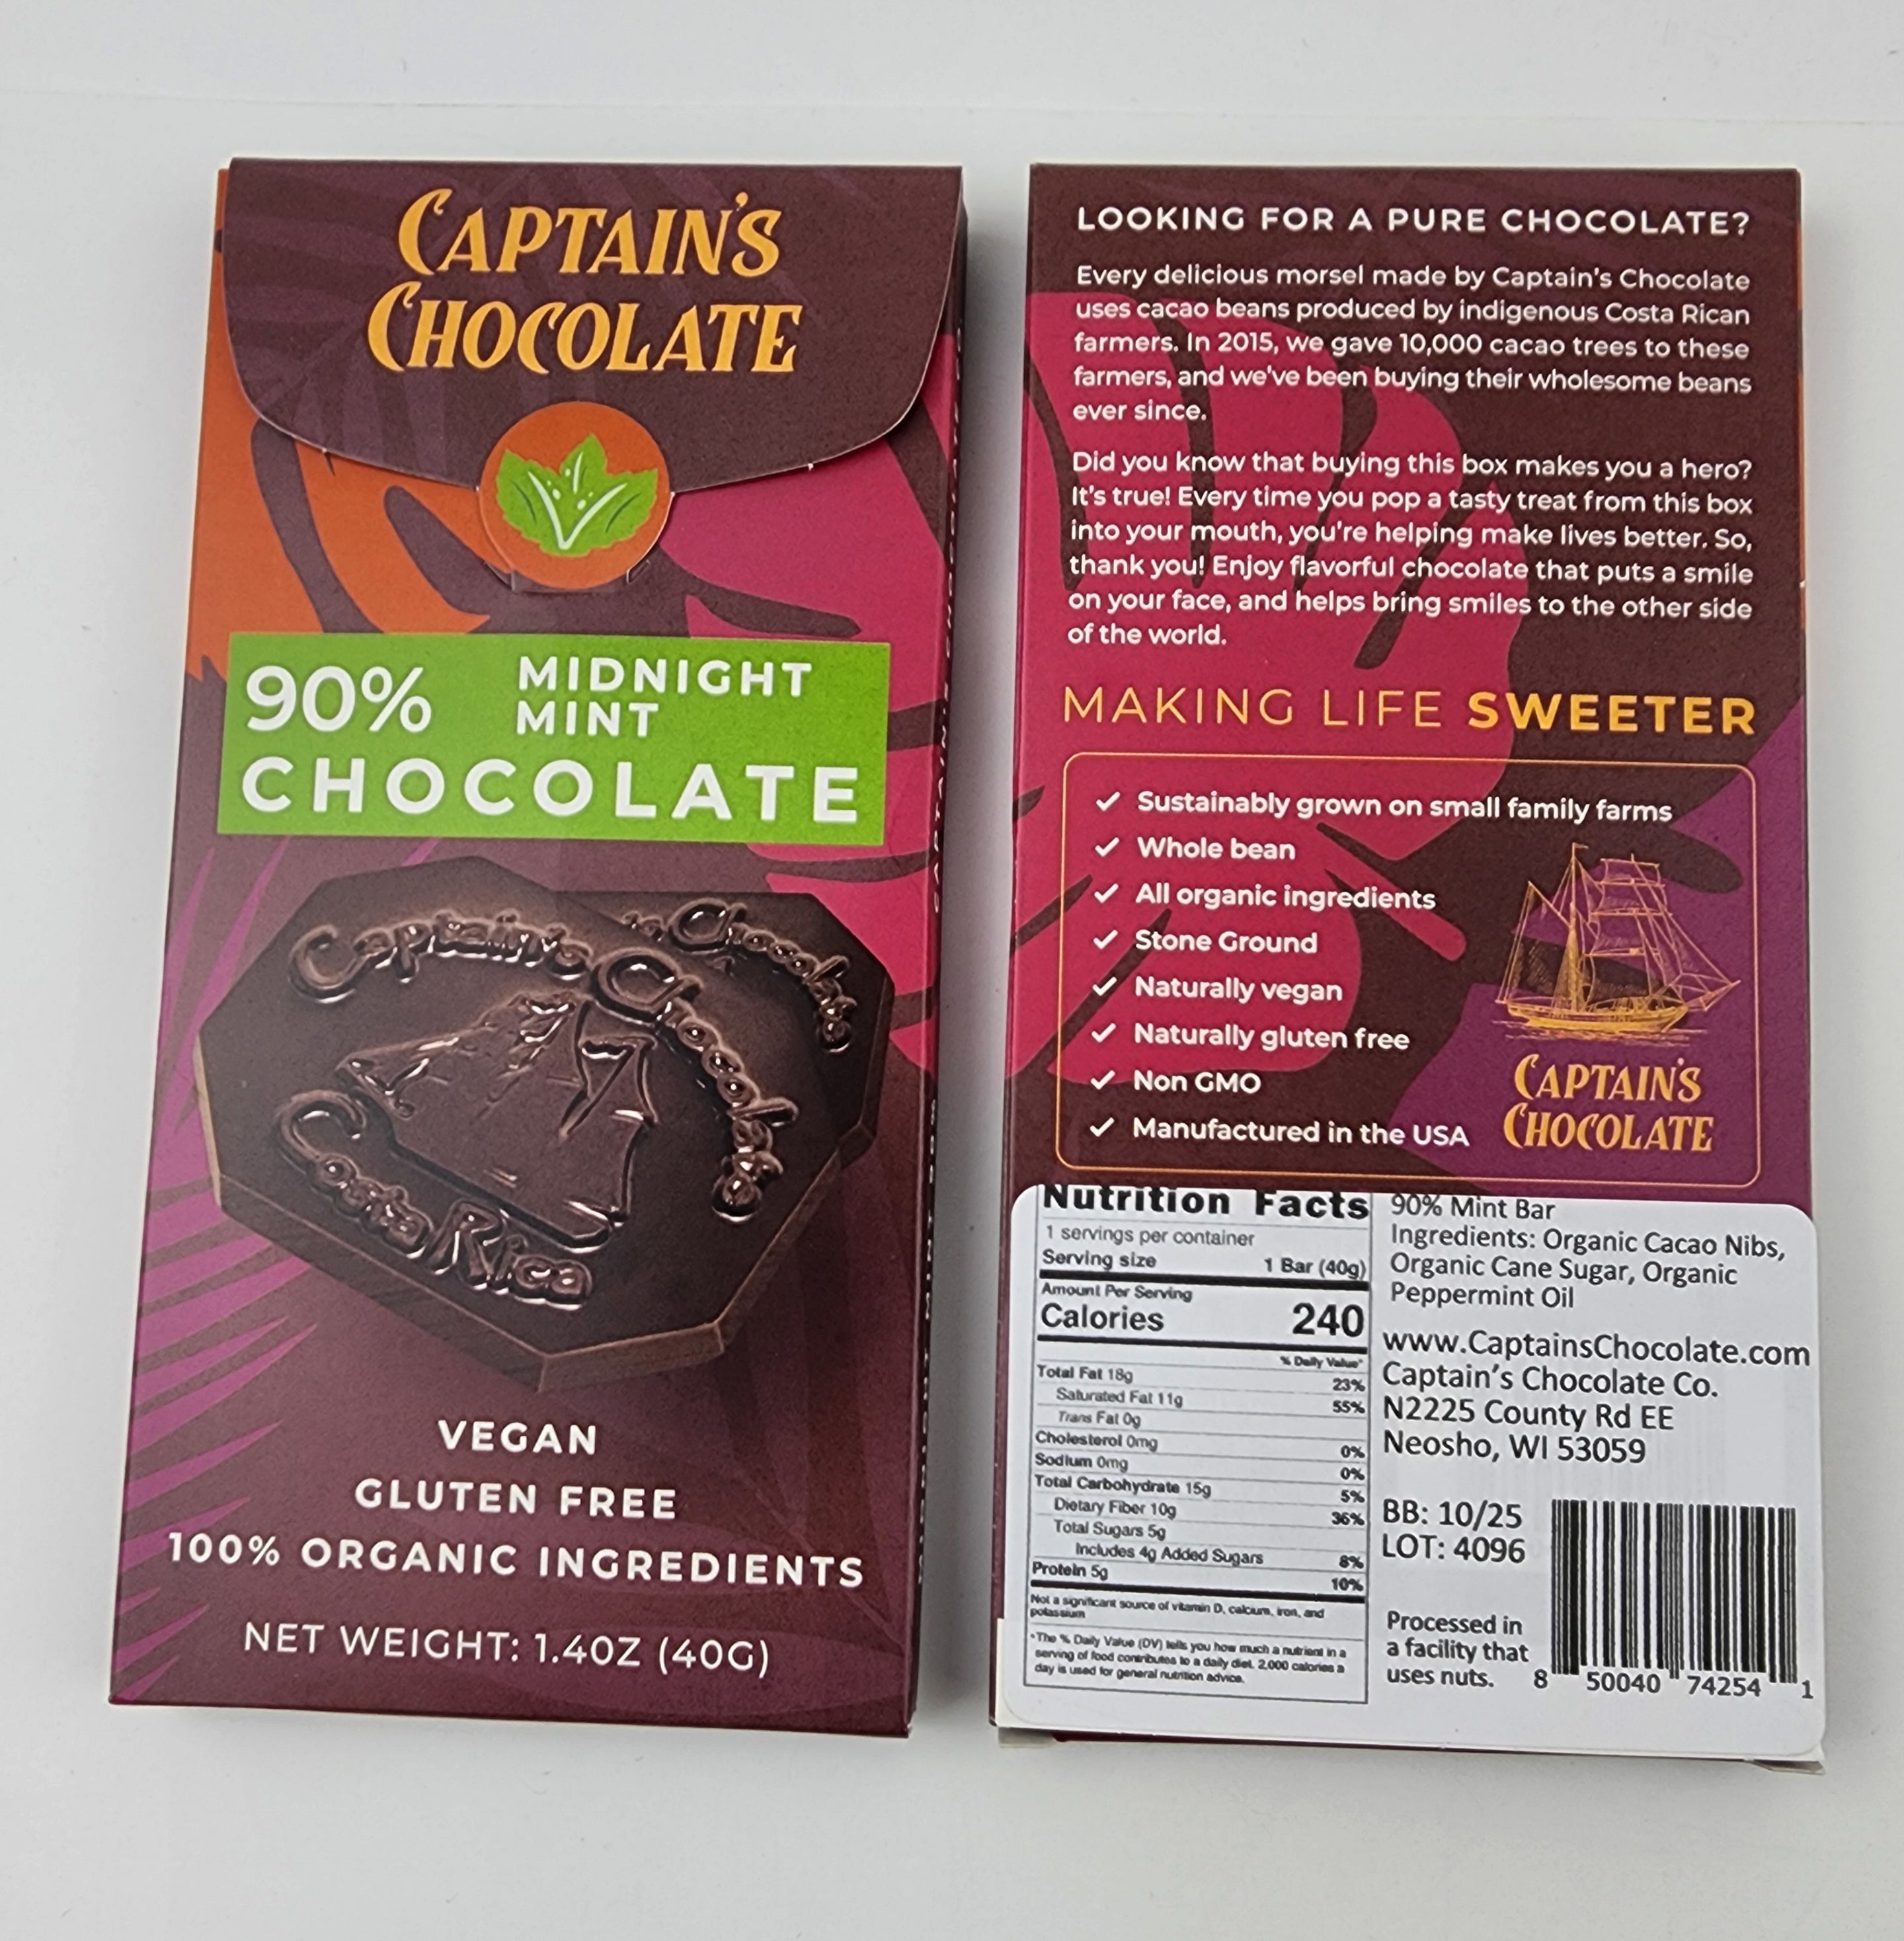 CAPTAIN'S
CHOCOLATE
90% MIDNIGHT
MINT
CHOCOLATE
Captain's Chocolate
Costa Rica
Chocolate
VEGAN
GLUTEN FREE
100% ORGANIC INGREDIENTS
NET WEIGHT: 1.4OZ (40G)
LOOKING FOR A PURE CHOCOLATE?
Every delicious morsel made by Captain's Chocolate
uses cacao beans produced by indigenous Costa Rican
farmers. In 2015, we gave 10,000 cacao trees to these
farmers, and we've been buying their wholesome beans
ever since.
Did you know that buying this box makes you a hero?
It's true! Every time you pop a tasty treat from this box
into your mouth, you're helping make lives better. So,
thank you! Enjoy flavorful chocolate that puts a smile
on your face, and helps bring smiles to the other side
of the world.
MAKING LIFE SWEETER
Sustainably grown on small family farms
Whole bean
All organic ingredients
Stone Ground
Naturally vegan
Naturally gluten free
Non GMO
Manufactured in the USA
CAPTAIN'S
CHOCOLATE
Nutrition Facts
1 servings per container
Serving size 1 Bar (40g)
Amount Per Serving
Calories 240
% Daily Value*
Total Fat 18g 23%
Saturated Fat 11g 55%
Trans Fat 0g
Cholesterol 0mg 0%
Sodium 0mg 0%
Total Carbohydrate 15g 5%
Dietary Fiber 10g 36%
Total Sugars 5g
Includes 4g Added Sugars 8%
Protein 5g 10%
Not a significant source of vitamin D, calcium, iron, and
potassium
*The % Daily Value (DV) tells you how much a nutrient in a
serving of food contributes to a daily diet. 2,000 calories a
day is used for general nutrition advice.
90% Mint Bar
Ingredients: Organic Cacao Nibs,
Organic Cane Sugar, Organic
Peppermint Oil
www.CaptainsChocolate.com
Captain's Chocolate Co.
N2225 County Rd EE
Neosho, WI 53059
BB: 10/25
LOT: 4096
Processed in
a facility that
uses nuts.
8 50040 74254 1